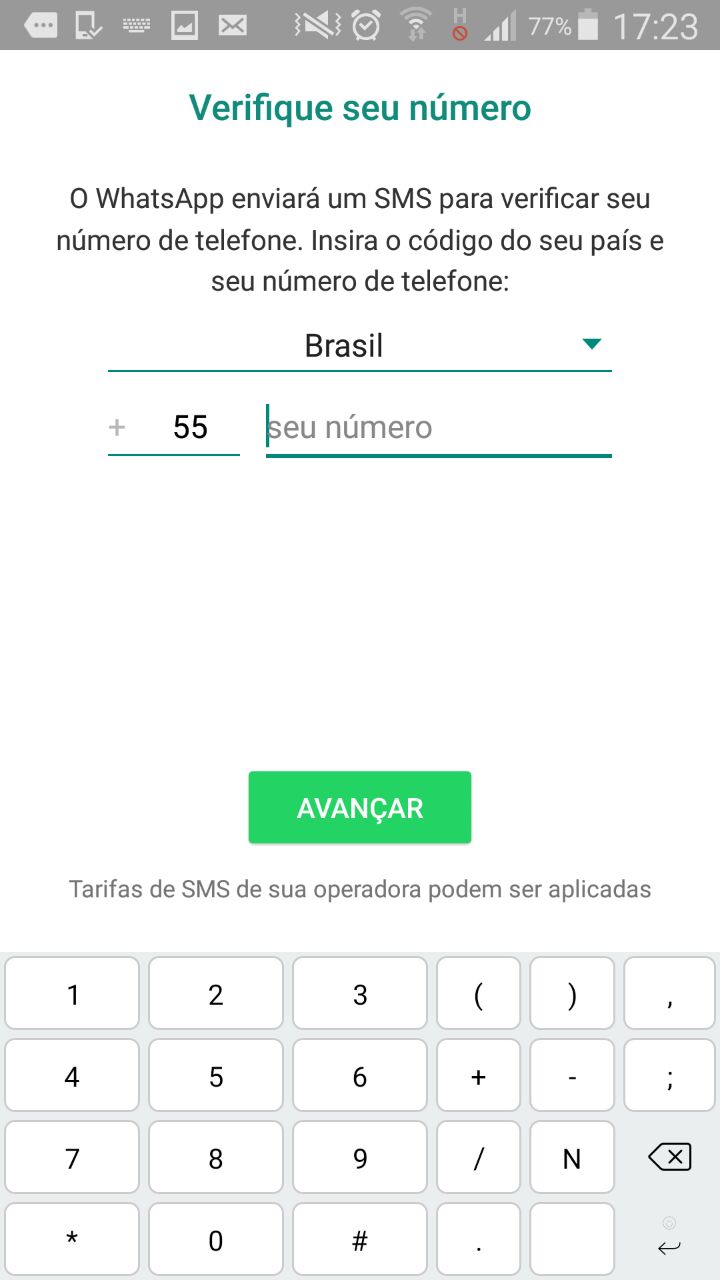 H 77% 17:23
Verifique seu número
O WhatsApp enviará um SMS para verificar seu
número de telefone. Insira o código do seu país e
seu número de telefone:
Brasil
+ 55 seu número
AVANÇAR
Tarifas de SMS de sua operadora podem ser aplicadas
1 2 3 ( ) ,
4 5 6 + - ;
7 8 9 / N
* 0 # .